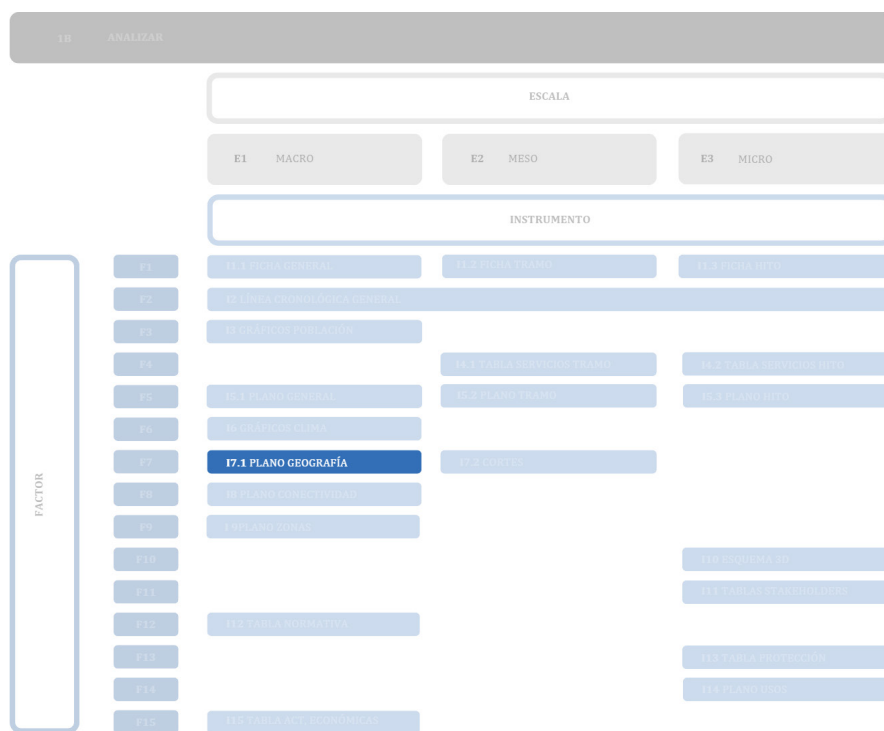 1B ANALIZAR
ESCALA
E1 MACRO E2 MESO E3 MICRO
INSTRUMENTO
FACTOR
F1 I1.1 FICHA GENERAL I1.2 FICHA TRAMO I1.3 FICHA HITO
F2 I2 LÍNEA CRONOLÓGICA GENERAL
F3 I3 GRÁFICOS POBLACIÓN
F4 I4.1 TABLA SERVICIOS TRAMO I4.2 TABLA SERVICIOS HITO
F5 I5.1 PLANO GENERAL I5.2 PLANO TRAMO I5.3 PLANO HITO
F6 I6 GRÁFICOS CLIMA
F7 I7.1 PLANO GEOGRAFÍA I7.2 CORTES
F8 I8 PLANO CONECTIVIDAD
F9 I9 PLANO ZONAL
F10 I10 ESQUEMA 3D
F11 I11 TABLAS STAKEHOLDERS
F12 I12 TABLA NORMATIVA
F13 I13 TABLA PROTECCIÓN
F14 I14 PLANO USOS
F15 I15 TABLA ACT. ECONÓMICAS